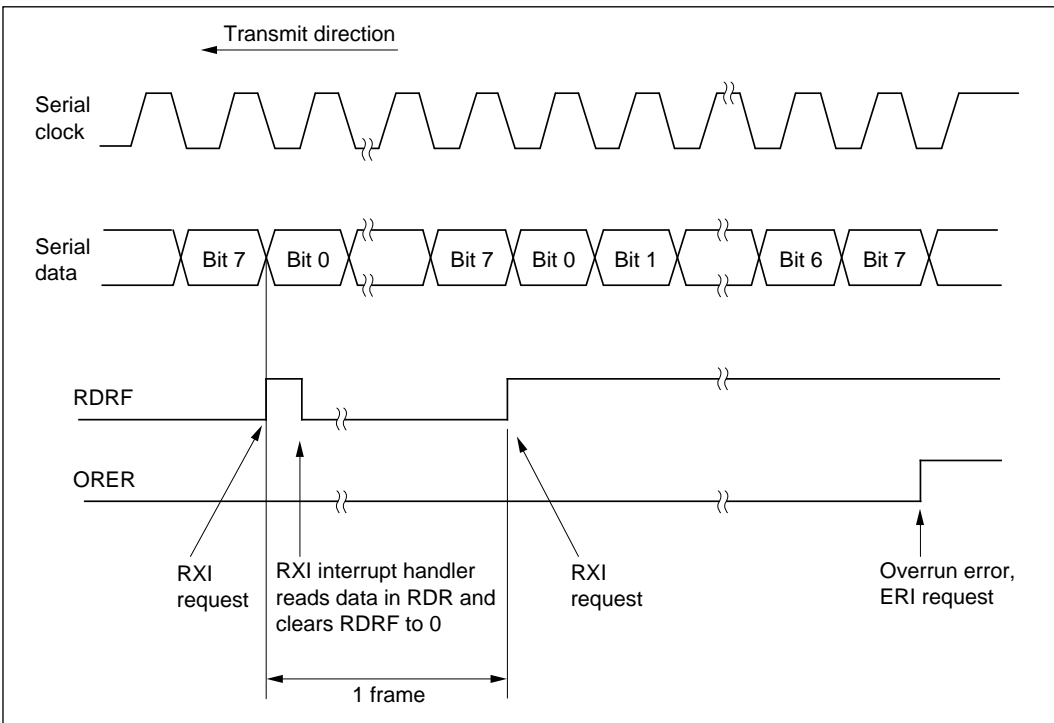 Transmit direction
Serial
clock
Serial
data
Bit 7
Bit 0
Bit 7
Bit 0
Bit 1
Bit 6
Bit 7
RDRF
ORER
RXI
request
RXI interrupt handler
reads data in RDR and
clears RDRF to 0
RXI
request
Overrun error,
ERI request
1 frame